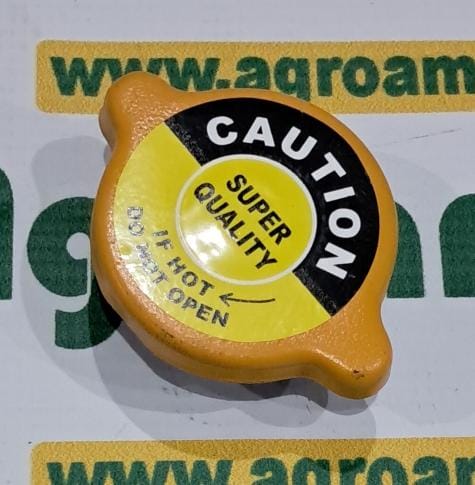 www.agroam
CAUTION
SUPER
QUALITY
IF HOT
DO NOT OPEN
www.agroam